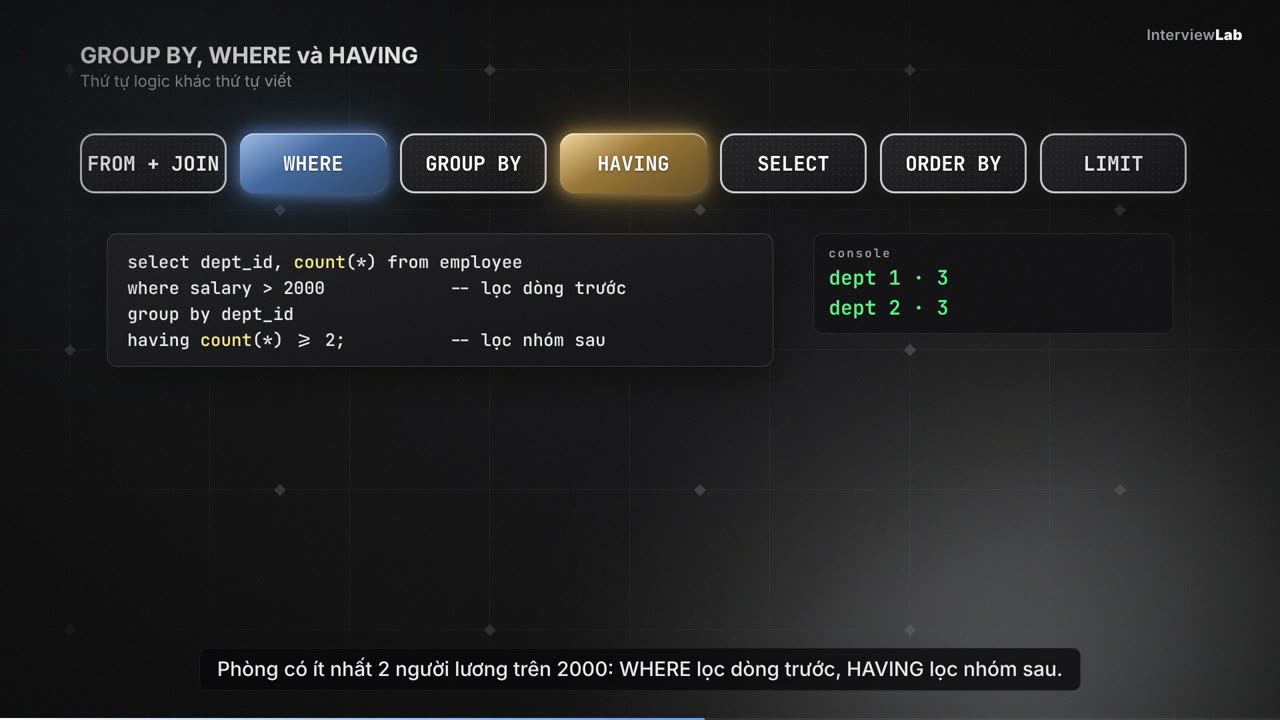 InterviewLab
GROUP BY, WHERE và HAVING
Thứ tự logic khác thứ tự viết
FROM + JOIN WHERE GROUP BY HAVING SELECT ORDER BY LIMIT
select dept_id, count(*) from employee
where salary > 2000 -- lọc dòng trước
group by dept_id
having count(*) >= 2; -- lọc nhóm sau
console
dept 1 · 3
dept 2 · 3
Phòng có ít nhất 2 người lương trên 2000: WHERE lọc dòng trước, HAVING lọc nhóm sau.